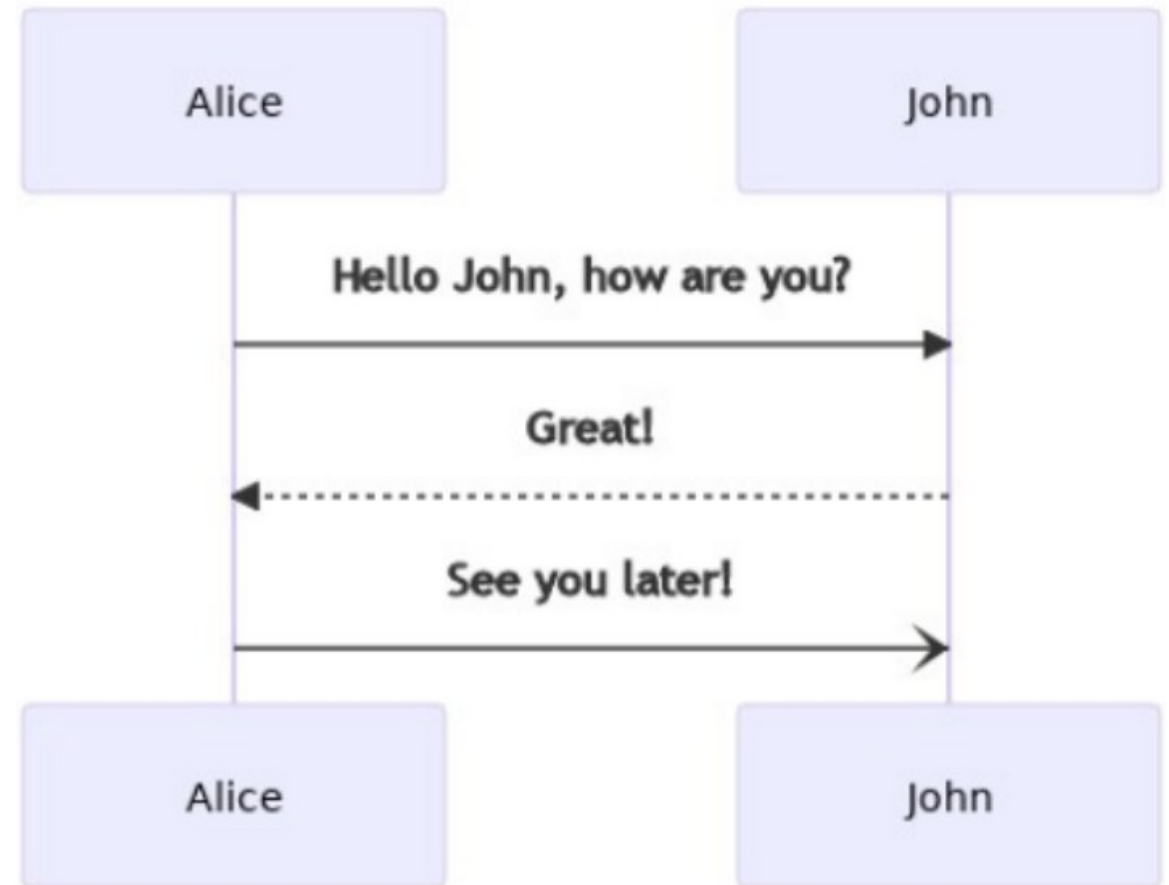 Alice
John
Hello John, how are you?
Great!
See you later!
Alice
John